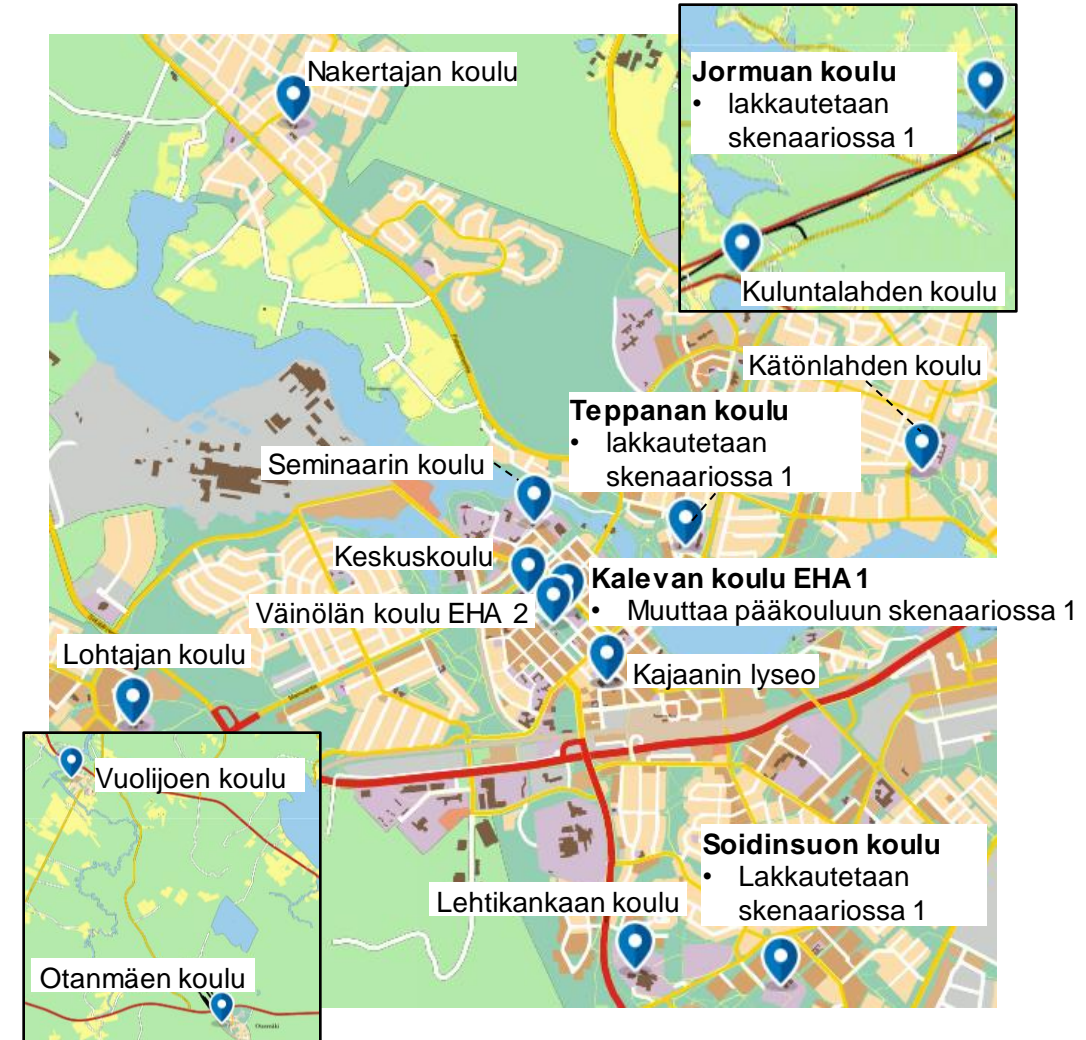 Nakertajan koulu
Jormuan koulu
• lakkautetaan
skenaariossa 1
Kuluntalahden koulu
Kätönlahden koulu
Teppanan koulu
• lakkautetaan
skenaariossa 1
Seminaarin koulu
Keskuskoulu
Kalevan koulu EHA 1
• Muuttaa pääkouluun skenaariossa 1
Väinölän koulu EHA 2
Lohtajan koulu
Kajaanin lyseo
Vuolijoen koulu
Soidinsuon koulu
• Lakkautetaan
skenaariossa 1
Lehtikankaan koulu
Otanmäen koulu
Otanmäki